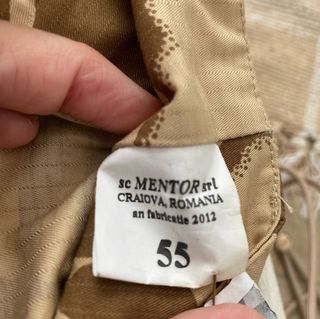 sc MENTOR srl
CRAIOVA, ROMANIA
an fabricatie 2012
55